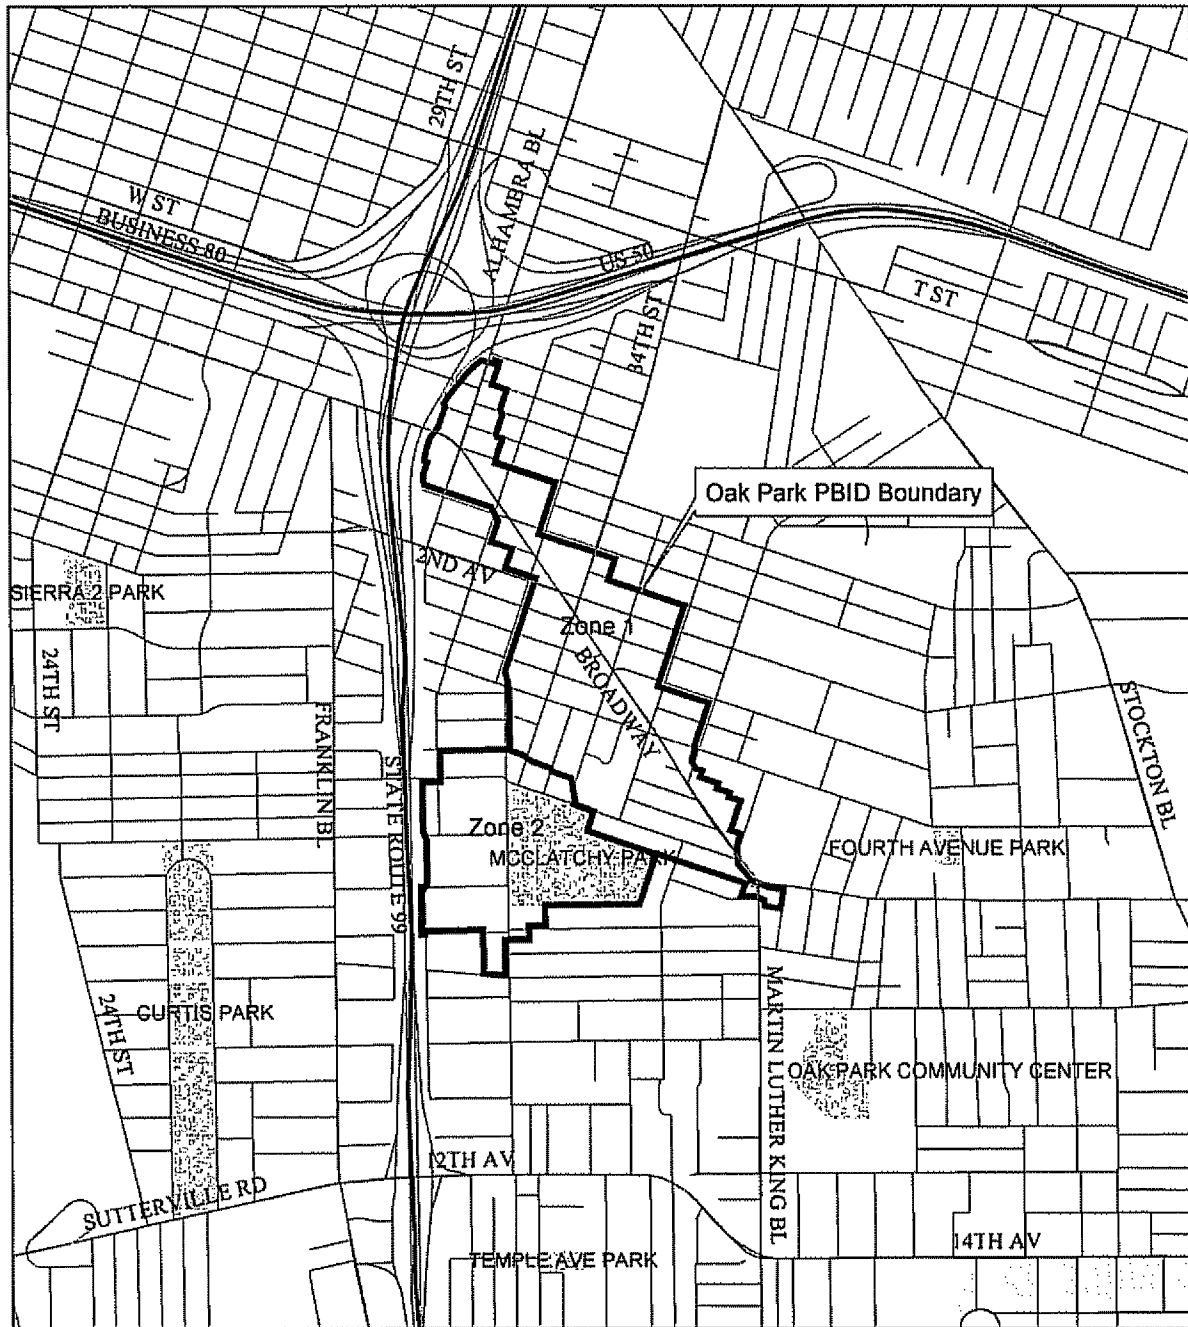 29TH ST
ALHAMBRA BL
W ST
BUSINESS 80
US 50
T ST
34TH ST
Oak Park PBID Boundary
2ND AV
SIERRA 2 PARK
Zone 1
24TH ST
BROADWAY
FRANKLIN BL
STOCKTON BL
STATE ROUTE 99
Zone 2
MCCLATCHY PARK
FOURTH AVENUE PARK
24TH ST
CURTIS PARK
MARTIN LUTHER KING BL
OAK PARK COMMUNITY CENTER
12TH AV
SUTTERVILLE RD
14TH AV
TEMPLE AVE PARK